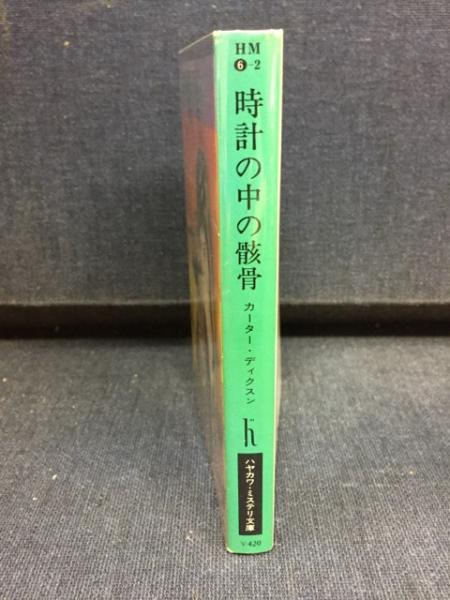 HM
6-2
時計の中の骸骨
カーター・ディクスン
h
ハヤカワ・ミステリ文庫
¥420